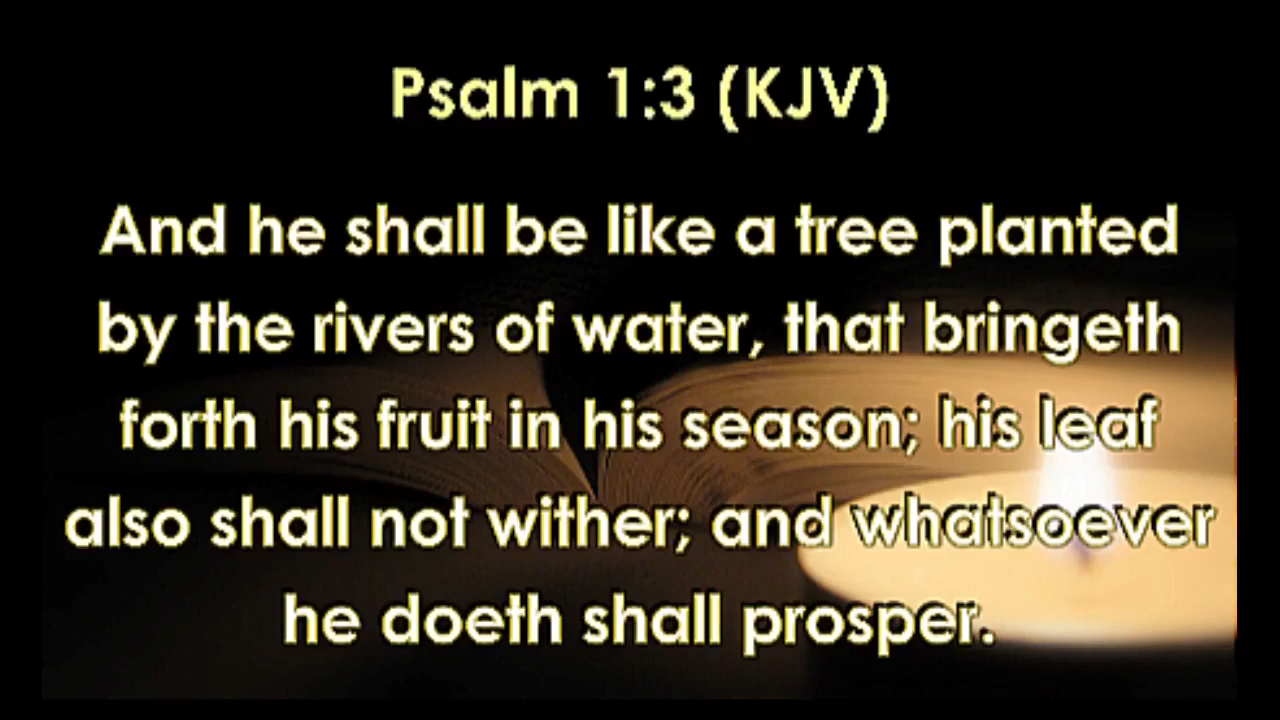 Psalm 1:3 (KJV)
And he shall be like a tree planted
by the rivers of water, that bringeth
forth his fruit in his season; his leaf
also shall not wither; and whatsoever
he doeth shall prosper.